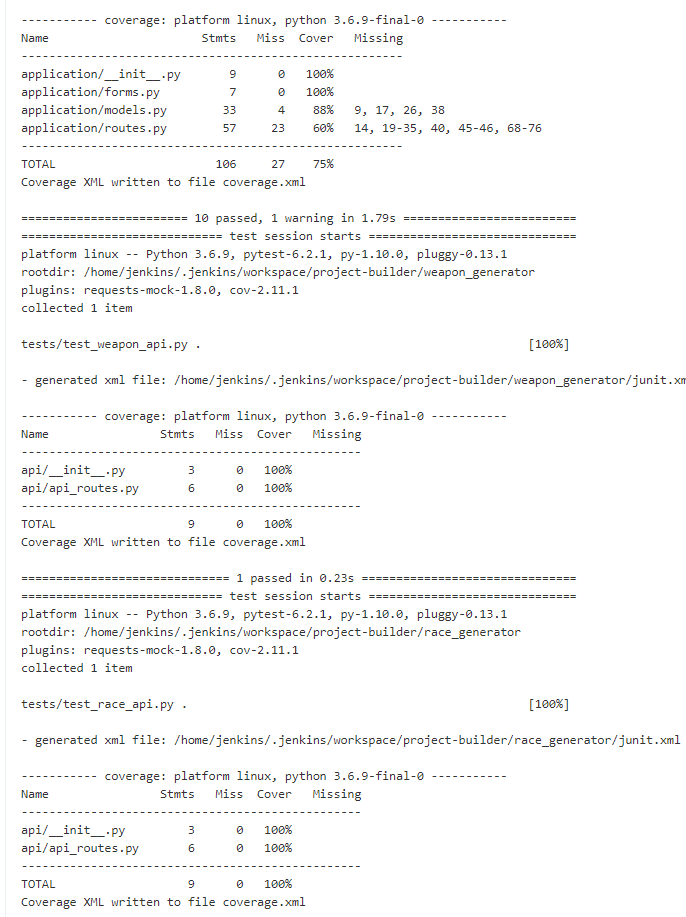 ----------- coverage: platform linux, python 3.6.9-final-0 -----------
Name                      Stmts   Miss  Cover   Missing
-------------------------------------------------------
application/__init__.py       9      0   100%
application/forms.py          7      0   100%
application/models.py        33      4    88%   9, 17, 26, 38
application/routes.py        57     23    60%   14, 19-35, 40, 45-46, 68-76
-------------------------------------------------------
TOTAL                       106     27    75%
Coverage XML written to file coverage.xml

======================== 10 passed, 1 warning in 1.79s =========================
============================= test session starts ==============================
platform linux -- Python 3.6.9, pytest-6.2.1, py-1.10.0, pluggy-0.13.1
rootdir: /home/jenkins/.jenkins/workspace/project-builder/weapon_generator
plugins: requests-mock-1.8.0, cov-2.11.1
collected 1 item

tests/test_weapon_api.py .                                               [100%]

- generated xml file: /home/jenkins/.jenkins/workspace/project-builder/weapon_generator/junit.xm

----------- coverage: platform linux, python 3.6.9-final-0 -----------
Name                Stmts   Miss  Cover   Missing
-------------------------------------------------
api/__init__.py         3      0   100%
api/api_routes.py       6      0   100%
-------------------------------------------------
TOTAL                   9      0   100%
Coverage XML written to file coverage.xml

============================== 1 passed in 0.23s ===============================
============================= test session starts ==============================
platform linux -- Python 3.6.9, pytest-6.2.1, py-1.10.0, pluggy-0.13.1
rootdir: /home/jenkins/.jenkins/workspace/project-builder/race_generator
plugins: requests-mock-1.8.0, cov-2.11.1
collected 1 item

tests/test_race_api.py .                                                 [100%]

- generated xml file: /home/jenkins/.jenkins/workspace/project-builder/race_generator/junit.xml

----------- coverage: platform linux, python 3.6.9-final-0 -----------
Name                Stmts   Miss  Cover   Missing
-------------------------------------------------
api/__init__.py         3      0   100%
api/api_routes.py       6      0   100%
-------------------------------------------------
TOTAL                   9      0   100%
Coverage XML written to file coverage.xml